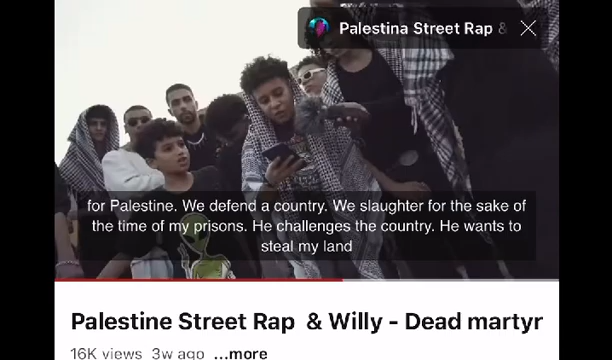 Palestina Street Rap &
for Palestine. We defend a country. We slaughter for the sake of
the time of my prisons. He challenges the country. He wants to
steal my land
Palestine Street Rap & Willy - Dead martyr
16K views 3w ago ...more